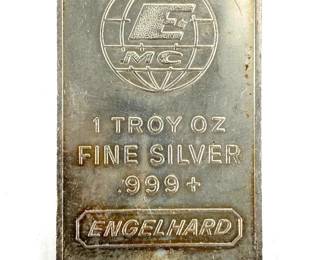 E
MC
1 TROY OZ
FINE SILVER
.999+
ENGELHARD